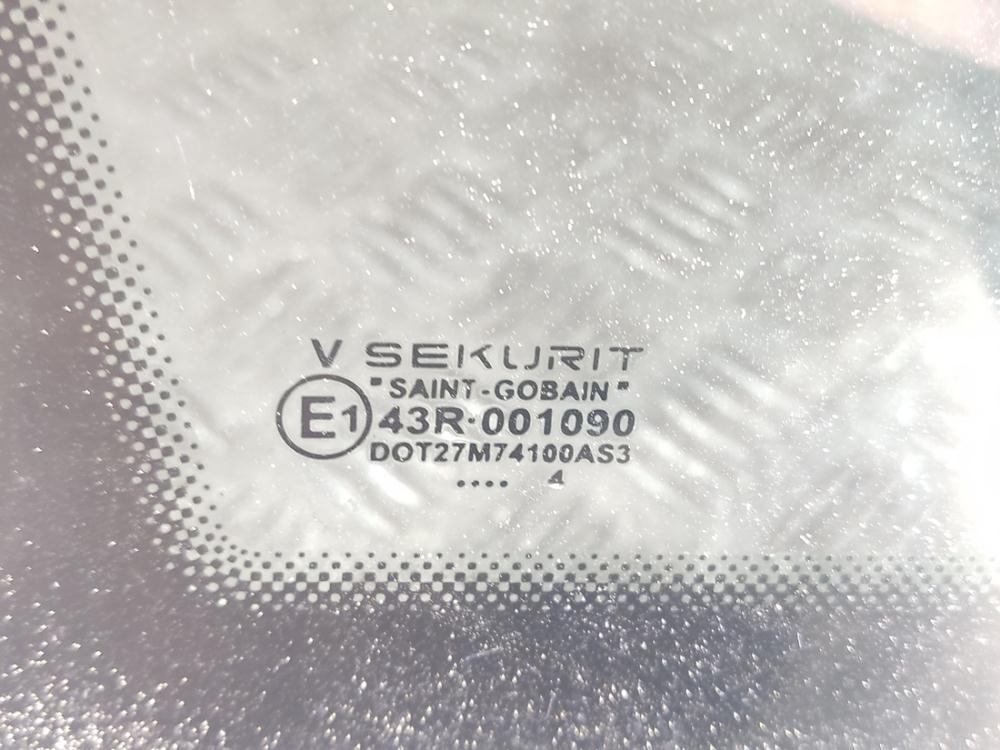 V SEKURIT
"SAINT-GOBAIN"
E1 43R·001090
DOT27M74100AS3
.... 4